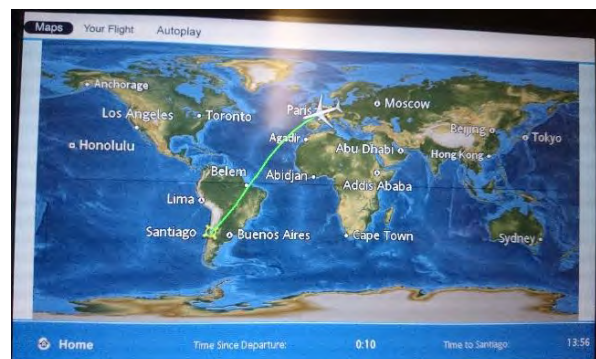 Maps Your Flight Autoplay
Anchorage
Moscow
Los Angeles Toronto Paris
Beijing Tokyo
Agadir
Honolulu Abu Dhabi Hong Kong
Belem Abidjan
Addis Ababa
Lima
Santiago Buenos Aires Cape Town Sydney
Home Time Since Departure: 0:10 Time to Santiago: 13:56